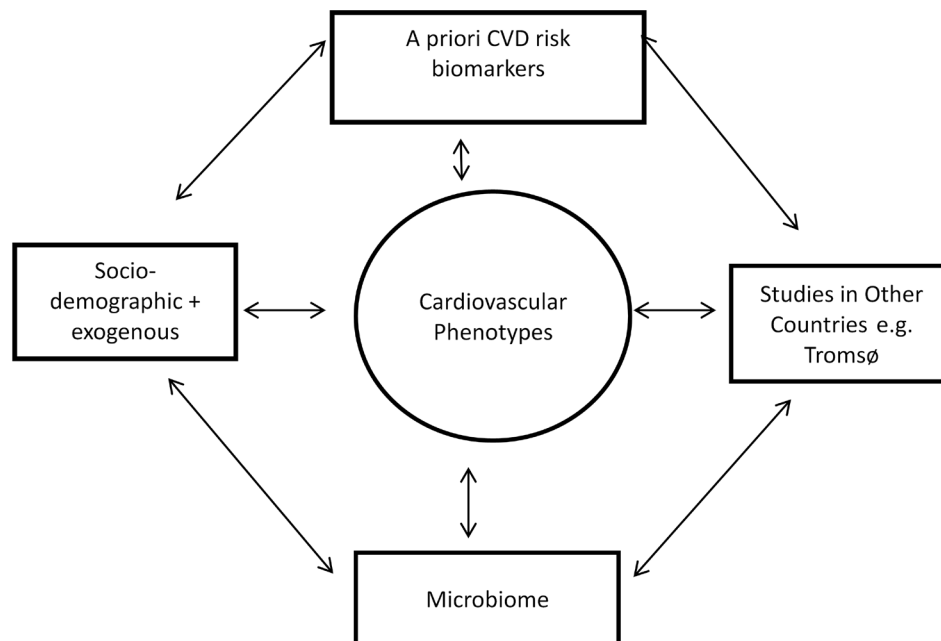 A priori CVD risk
biomarkers
Socio-
demographic +
exogenous
Cardiovascular
Phenotypes
Studies in Other
Countries e.g.
Tromsø
Microbiome